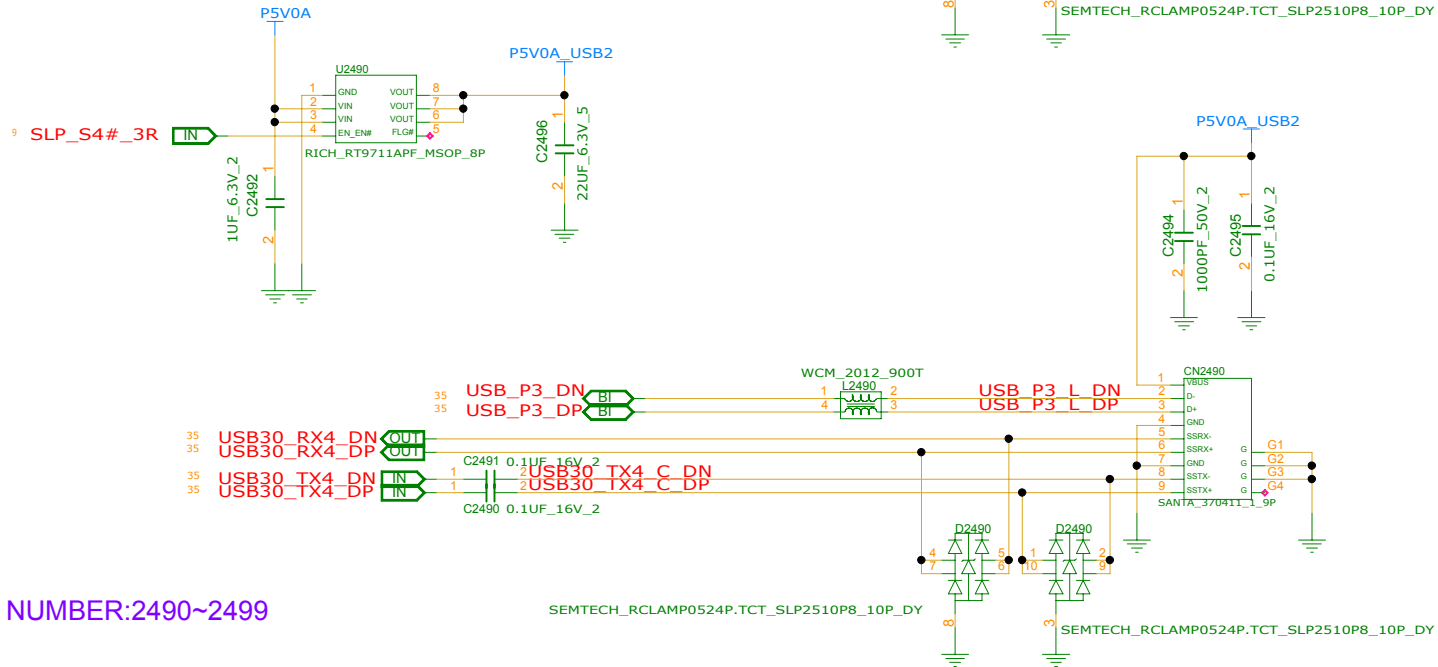 8
3
SEMTECH_RCLAMP0524P.TCT_SLP2510P8_10P_DY
P5V0A
P5V0A_USB2
U2490
1 GND VOUT 8
2 VIN VOUT 7
3 VIN VOUT 6
4 EN_EN# FLG# 5
RICH_RT9711APF_MSOP_8P
9 SLP_S4#_3R IN
1
1UF_6.3V_2
C2492
2
1
C2496
22UF_6.3V_5
2
P5V0A_USB2
1
C2494
1000PF_50V_2
2
1
C2495
0.1UF_16V_2
2
WCM_2012_900T
L2490
35 USB_P3_DN BI 1 2 USB_P3_L_DN
35 USB_P3_DP BI 4 3 USB_P3_L_DP
35 USB30_RX4_DN OUT
35 USB30_RX4_DP OUT
C2491 0.1UF_16V_2
35 USB30_TX4_DN IN 1 2 USB30_TX4_C_DN
35 USB30_TX4_DP IN 1 2 USB30_TX4_C_DP
C2490 0.1UF_16V_2
CN2490
1 VBUS
2 D-
3 D+
4 GND
5 SSRX-
6 SSRX+ G G1
7 GND G G2
8 SSTX- G G3
9 SSTX+ G G4
SANTA_370411_1_9P
D2490
4 5
7 6
8
D2490
1 2
10 9
3
SEMTECH_RCLAMP0524P.TCT_SLP2510P8_10P_DY
SEMTECH_RCLAMP0524P.TCT_SLP2510P8_10P_DY
NUMBER:2490~2499